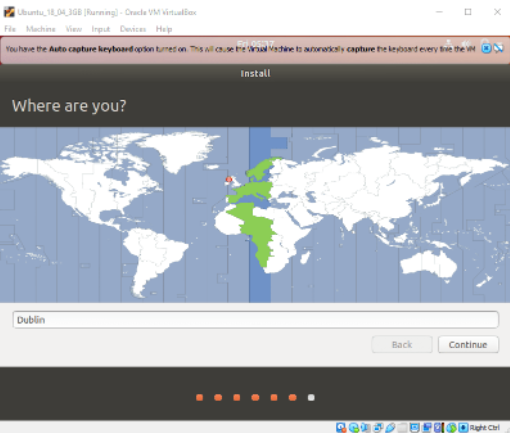 Ubuntu_18_04_3GB [Running] - Oracle VM VirtualBox
File Machine View Input Devices Help
You have the Auto capture keyboard option turned on. This will cause the Virtual Machine to automatically capture the keyboard every time the VM
Install
Where are you?
Dublin
Back Continue
Right Ctrl